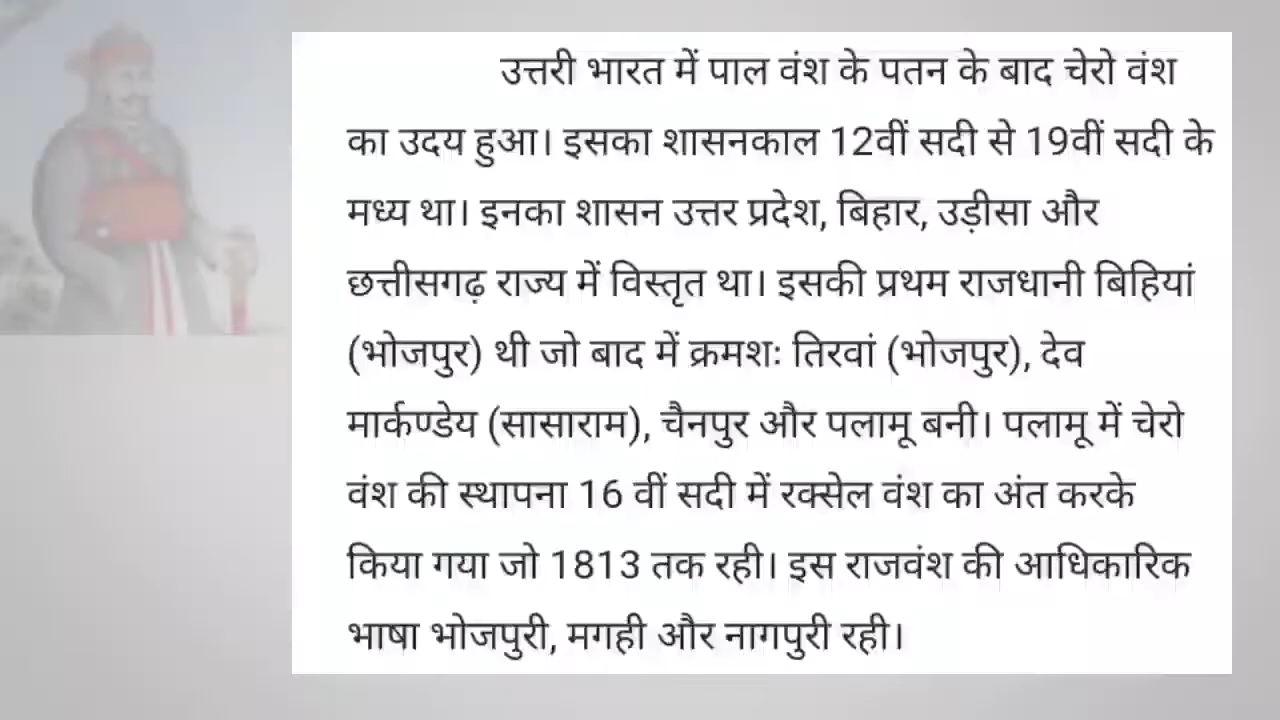 उत्तरी भारत में पाल वंश के पतन के बाद चेरो वंश
का उदय हुआ। इसका शासनकाल 12वीं सदी से 19वीं सदी के
मध्य था। इनका शासन उत्तर प्रदेश, बिहार, उड़ीसा और
छत्तीसगढ़ राज्य में विस्तृत था। इसकी प्रथम राजधानी बिहियां
(भोजपुर) थी जो बाद में क्रमशः तिरवां (भोजपुर), देव
मार्कण्डेय (सासाराम), चैनपुर और पलामू बनी। पलामू में चेरो
वंश की स्थापना 16 वीं सदी में रक्सेल वंश का अंत करके
किया गया जो 1813 तक रही। इस राजवंश की आधिकारिक
भाषा भोजपुरी, मगही और नागपुरी रही।